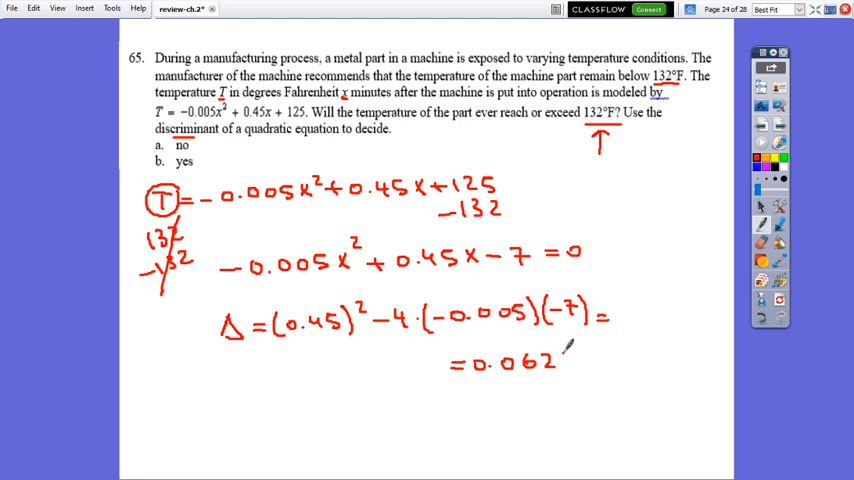 File Edit View Insert Tools Help review-ch.2* CLASSFLOW Connect Page 24 of 28 Best Fit
65. During a manufacturing process, a metal part in a machine is exposed to varying temperature conditions. The
manufacturer of the machine recommends that the temperature of the machine part remain below 132°F. The
temperature T in degrees Fahrenheit x minutes after the machine is put into operation is modeled by
T = −0.005x² + 0.45x + 125. Will the temperature of the part ever reach or exceed 132°F? Use the
discriminant of a quadratic equation to decide.
a. no
b. yes
T = - 0.005x² + 0.45x + 125
-132
132
-132
- 0.005x² + 0.45x - 7 = 0
Δ = (0.45)² - 4 · (-0.005)(-7) =
= 0.062